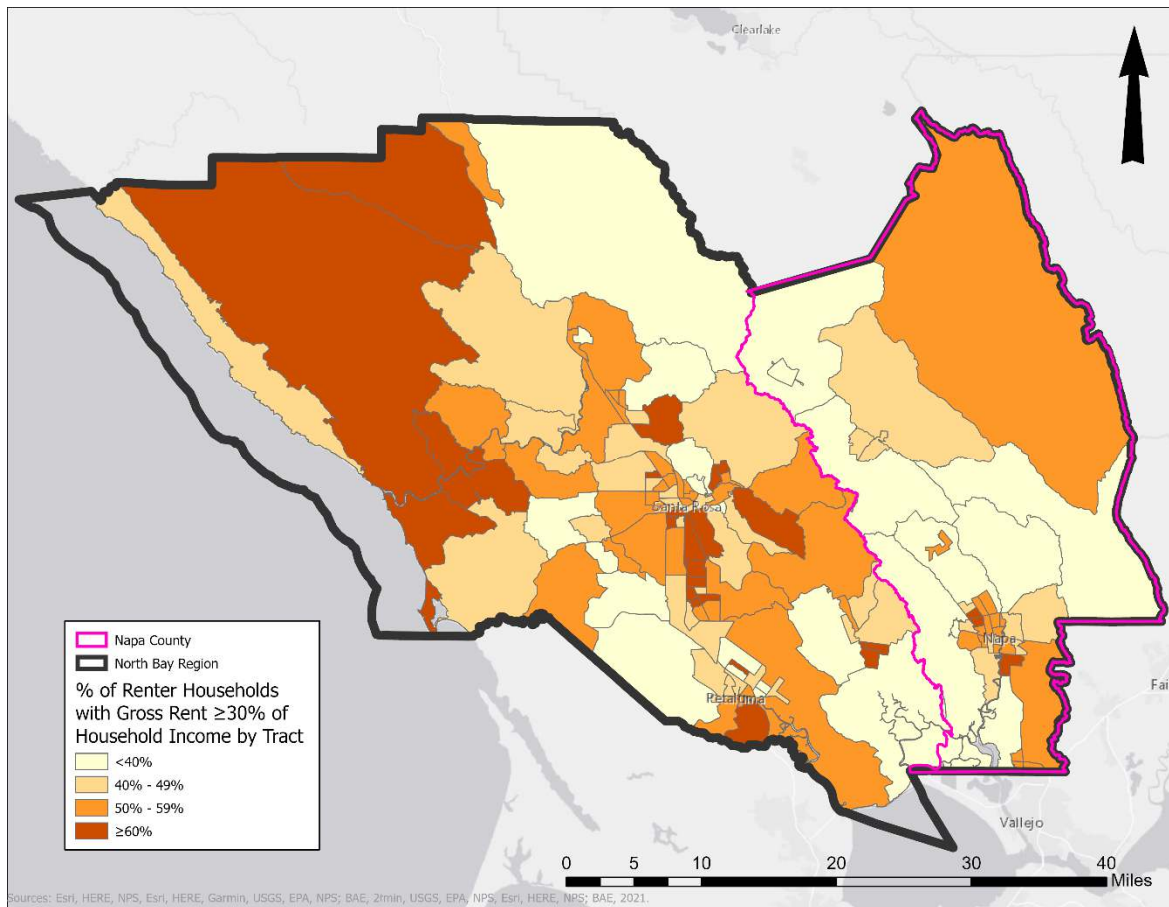 Clearlake
Santa Rosa
Napa
Fai
Petaluma
Vallejo
Napa County
North Bay Region
% of Renter Households
with Gross Rent ≥30% of
Household Income by Tract
<40%
40% - 49%
50% - 59%
≥60%
0 5 10 20 30 40
Miles
Sources: Esri, HERE, NPS, Esri, HERE, Garmin, USGS, EPA, NPS; BAE, 2rmin, USGS, EPA, NPS, Esri, HERE, NPS; BAE, 2021.